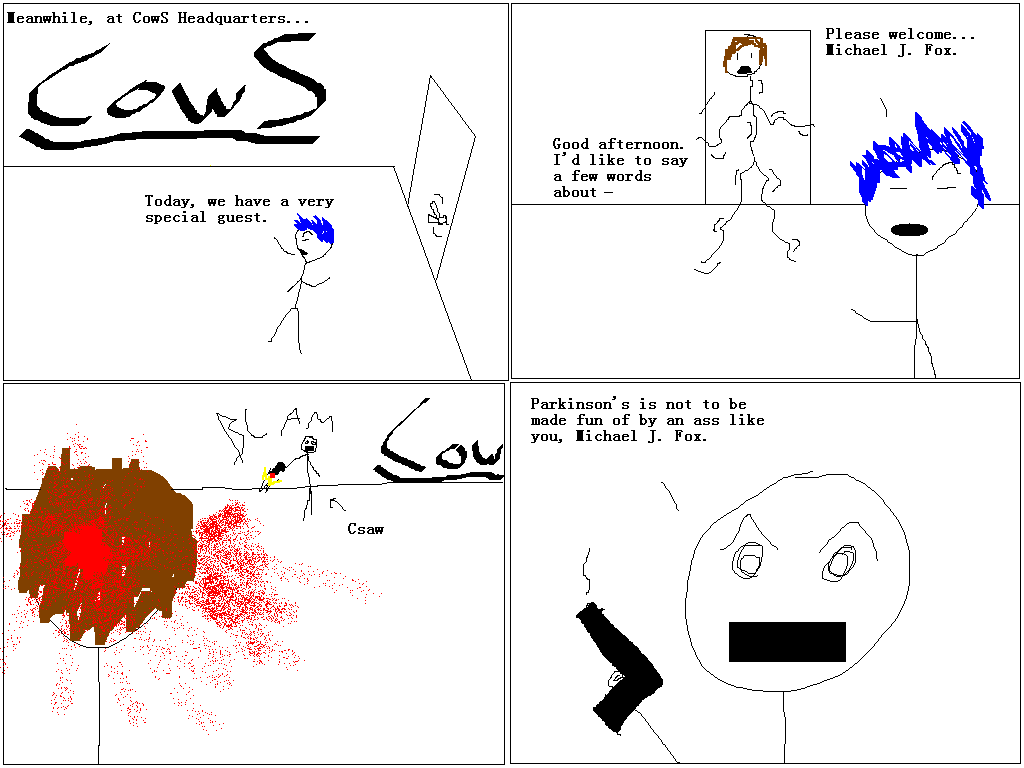 Meanwhile, at CowS Headquarters...
CowS
Today, we have a very
special guest.
Please welcome...
Michael J. Fox.
Good afternoon.
I'd like to say
a few words
about —
BLAM
Cow
Csaw
Parkinson's is not to be
made fun of by an ass like
you, Michael J. Fox.